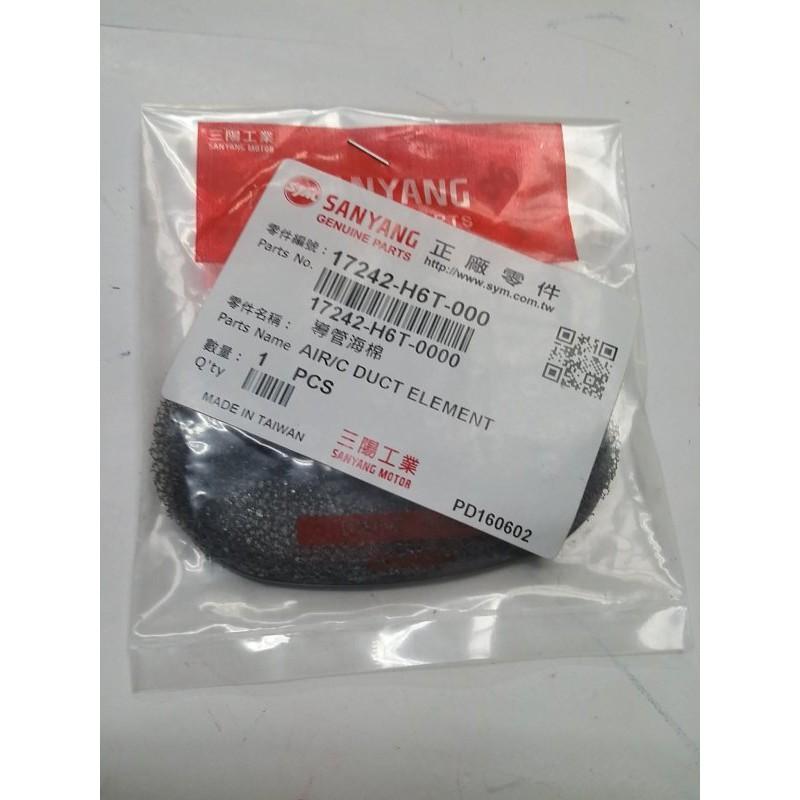 三陽工業
SANYANG MOTOR
ANYANG
PARTS
sym
SANYANG
GENUINE PARTS
正廠零件
http://www.sym.com.tw
零件編號：
Parts No. 17242-H6T-000
17242-H6T-0000
零件名稱： 導管海棉
Parts Name AIR/C DUCT ELEMENT
數量： 1 PCS
Q'ty
MADE IN TAIWAN
三陽工業
SANYANG MOTOR
PD160602